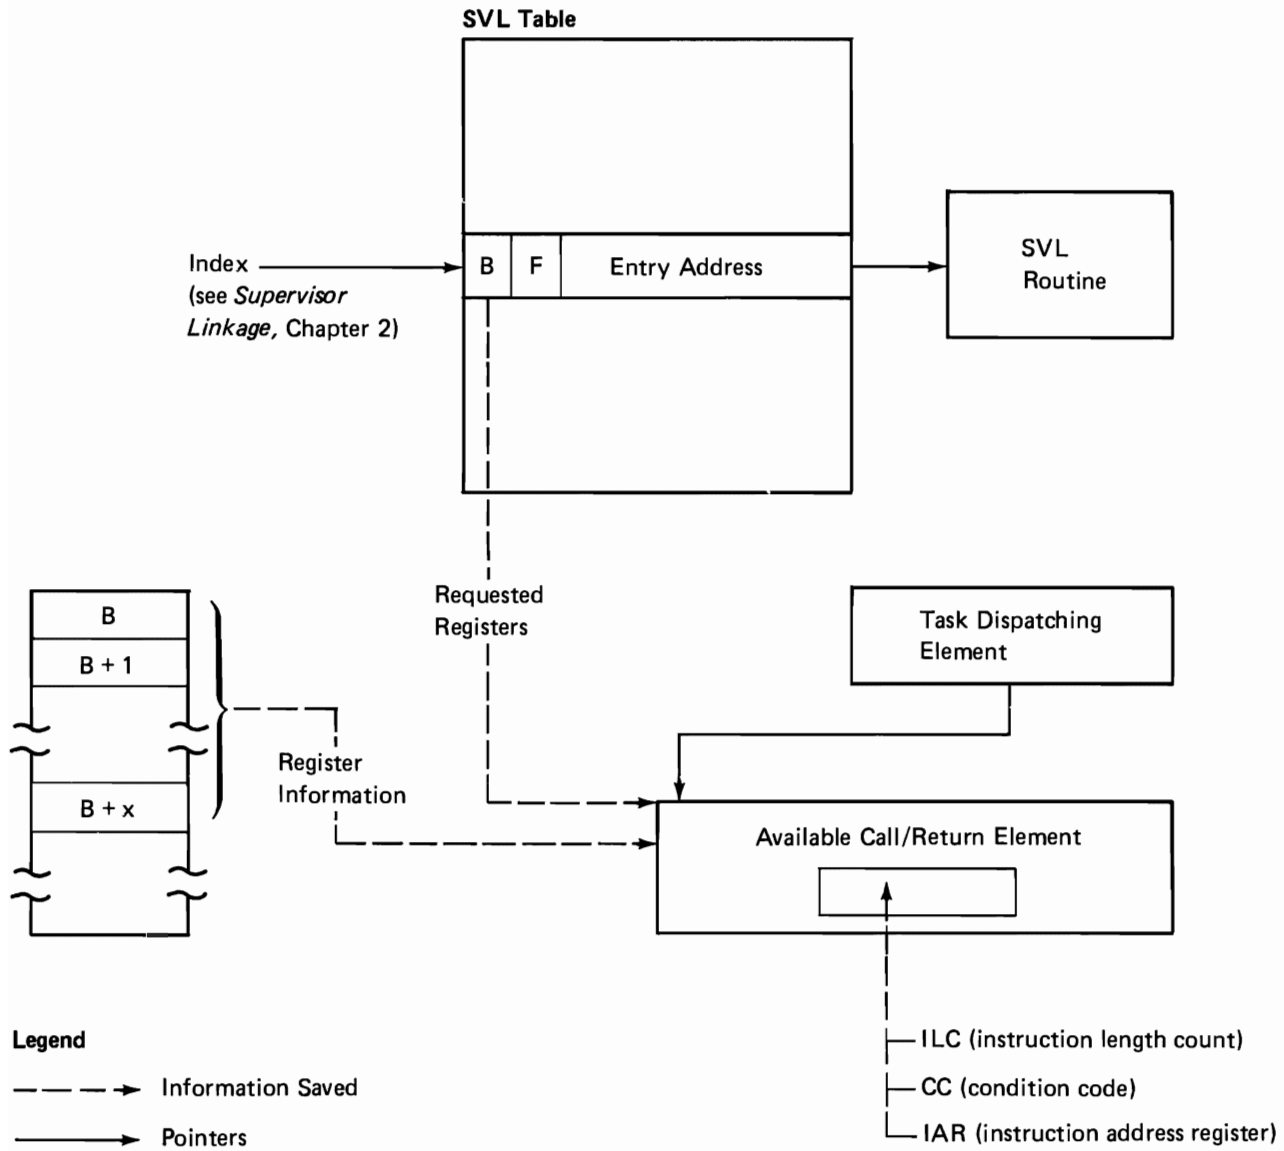 SVL Table
Index
(see Supervisor
Linkage, Chapter 2)
B
F
Entry Address
SVL
Routine
Requested
Registers
B
B + 1
B + x
Register
Information
Task Dispatching
Element
Available Call/Return Element
ILC (instruction length count)
CC (condition code)
IAR (instruction address register)
Legend
Information Saved
Pointers